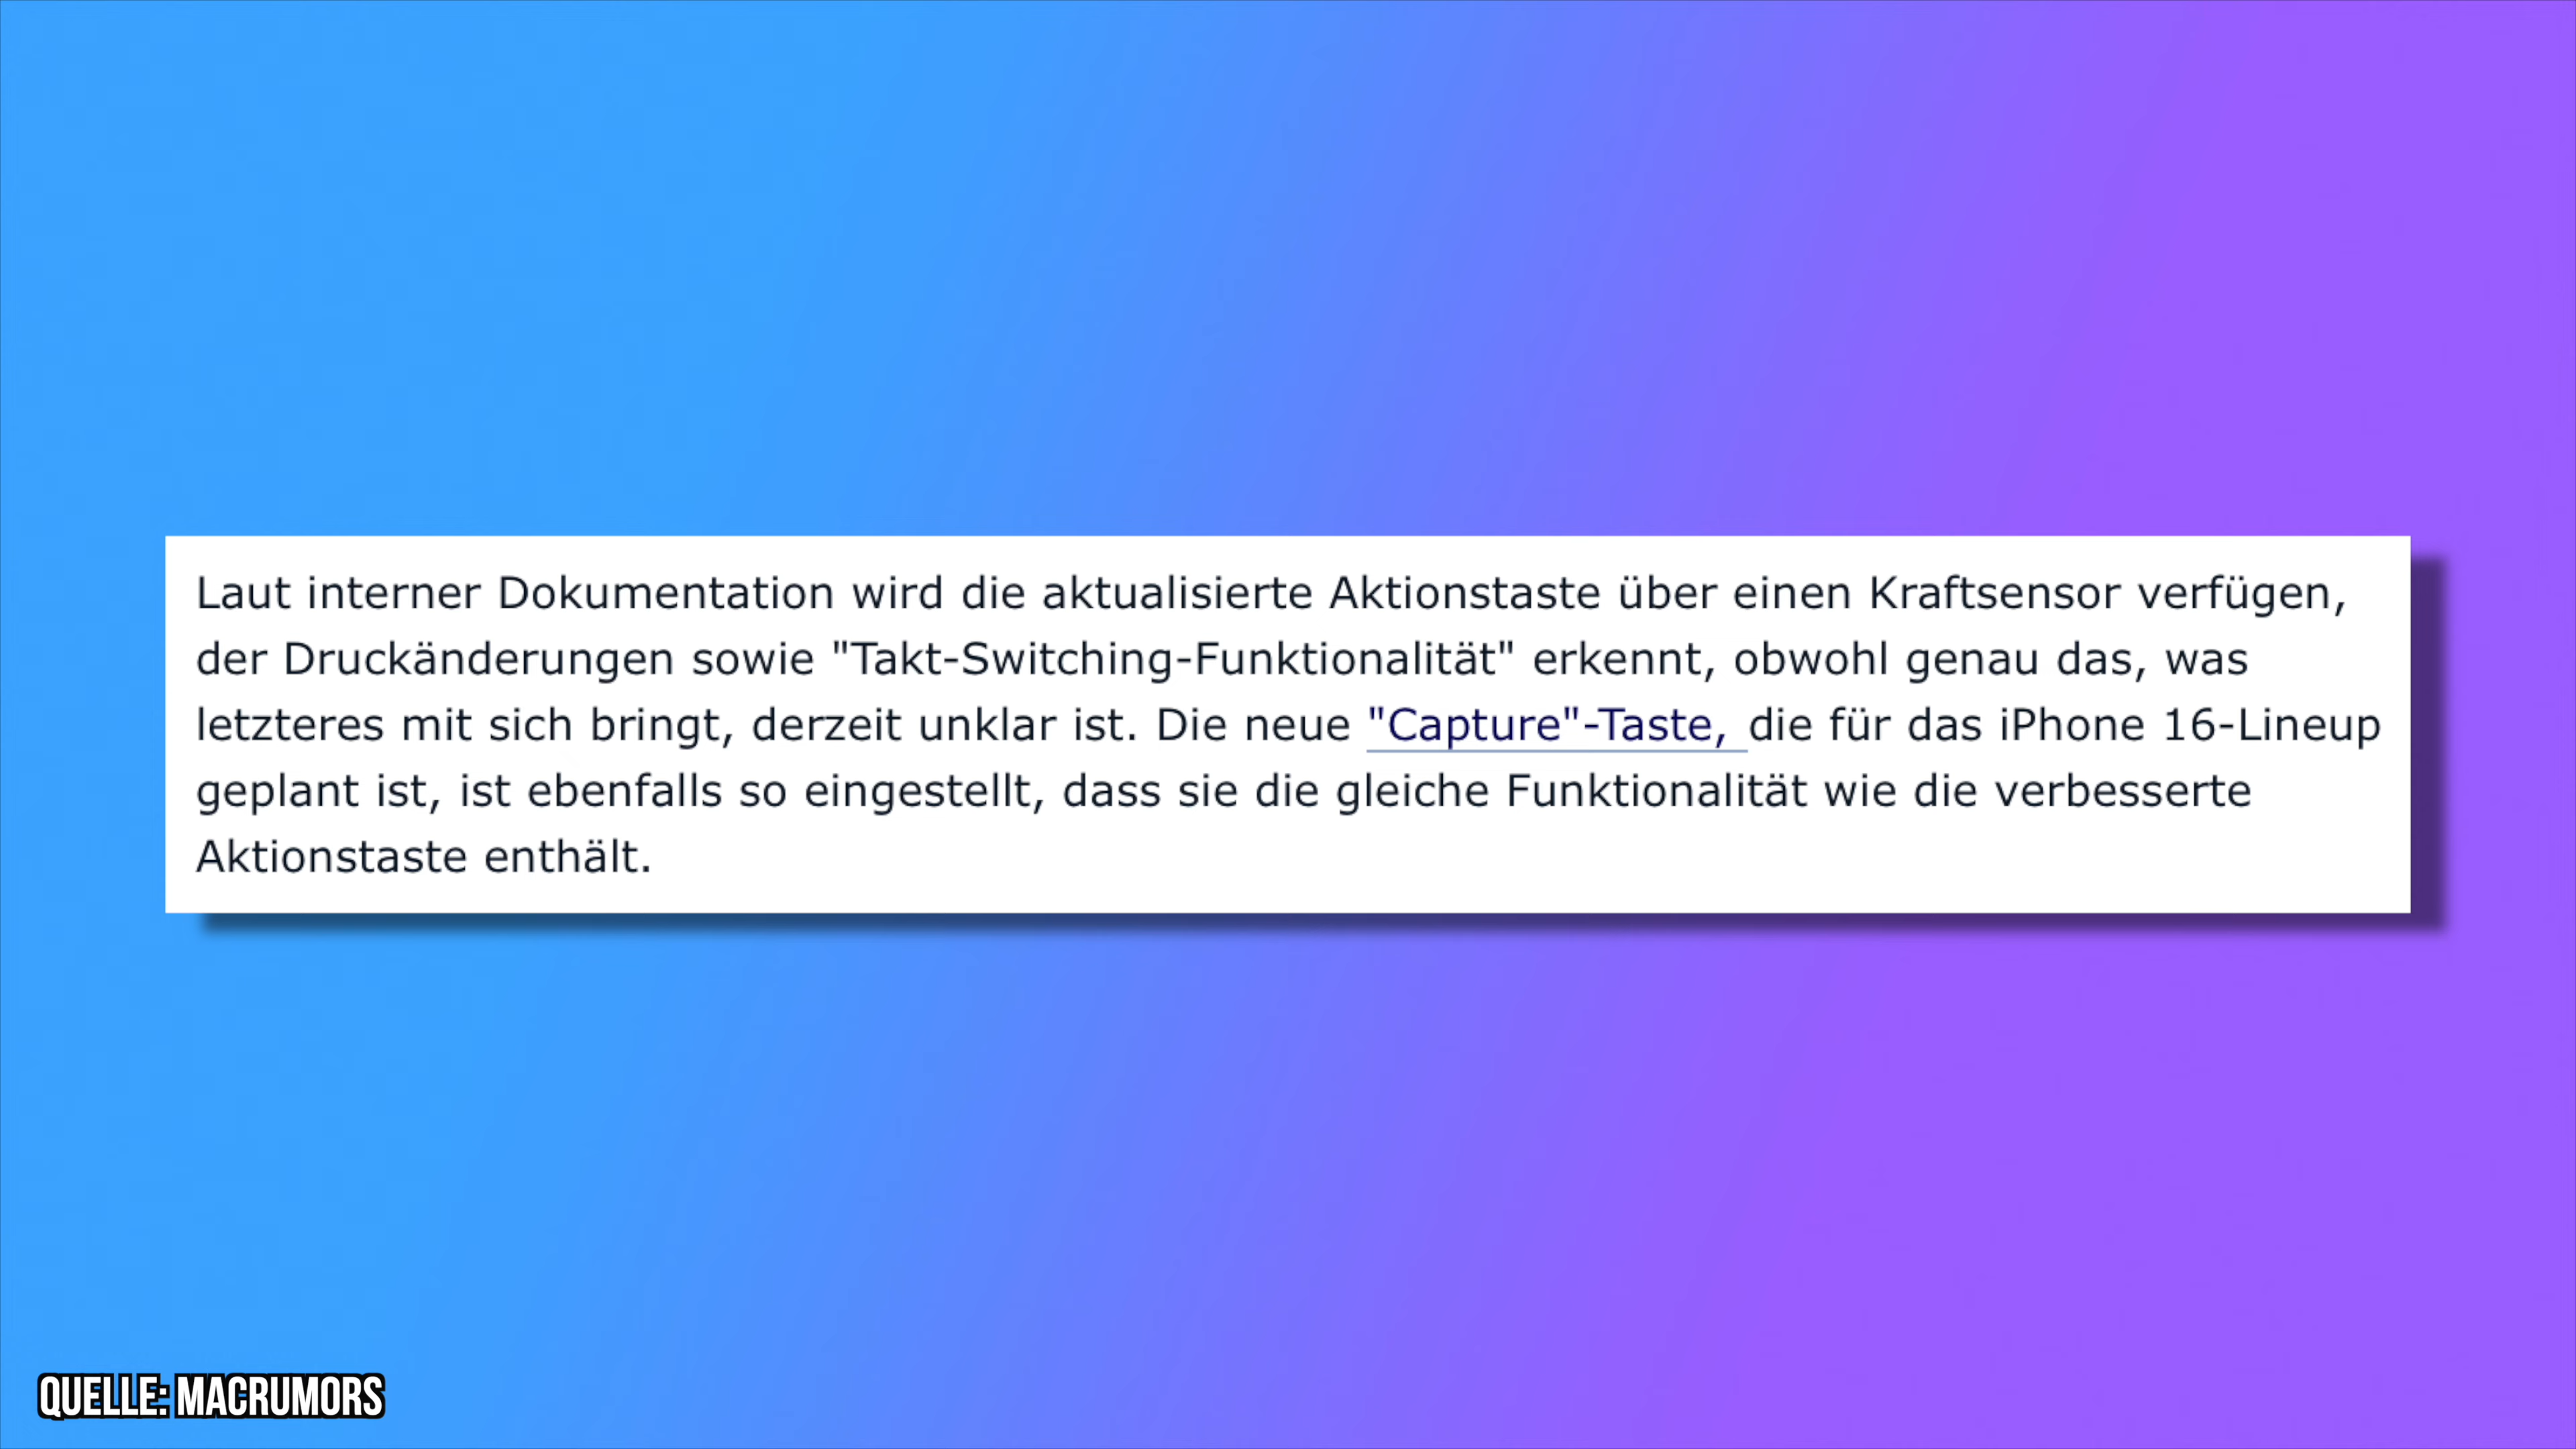 Laut interner Dokumentation wird die aktualisierte Aktionstaste über einen Kraftsensor verfügen,
der Druckänderungen sowie "Takt-Switching-Funktionalität" erkennt, obwohl genau das, was
letzteres mit sich bringt, derzeit unklar ist. Die neue "Capture"-Taste, die für das iPhone 16-Lineup
geplant ist, ist ebenfalls so eingestellt, dass sie die gleiche Funktionalität wie die verbesserte
Aktionstaste enthält.
QUELLE: MACRUMORS